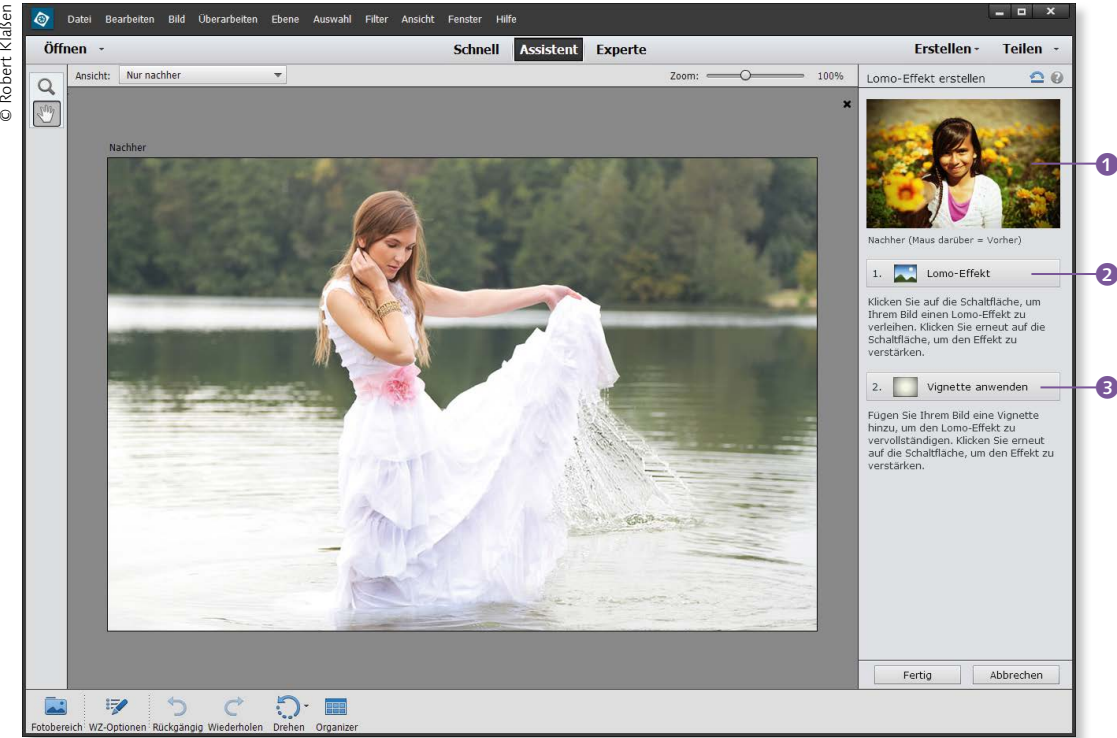 © Robert Klaßen
Datei Bearbeiten Bild Überarbeiten Ebene Auswahl Filter Ansicht Fenster Hilfe
Öffnen Schnell Assistent Experte Erstellen Teilen
Ansicht: Nur nachher Zoom: 100%
Lomo-Effekt erstellen
Nachher
1
Nachher (Maus darüber = Vorher)
1. Lomo-Effekt
2
Klicken Sie auf die Schaltfläche, um
Ihrem Bild einen Lomo-Effekt zu
verleihen. Klicken Sie erneut auf die
Schaltfläche, um den Effekt zu
verstärken.
2. Vignette anwenden
3
Fügen Sie Ihrem Bild eine Vignette
hinzu, um den Lomo-Effekt zu
vervollständigen. Klicken Sie erneut
auf die Schaltfläche, um den Effekt zu
verstärken.
Fertig Abbrechen
Fotobereich WZ-Optionen Rückgängig Wiederholen Drehen Organizer